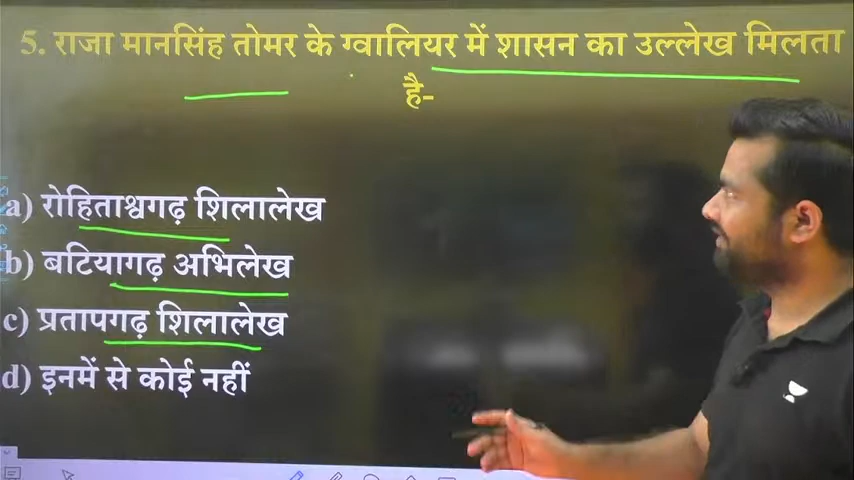 5. राजा मानसिंह तोमर के ग्वालियर में शासन का उल्लेख मिलता
है-
a) रोहिताश्वगढ़ शिलालेख
b) बटियागढ़ अभिलेख
c) प्रतापगढ़ शिलालेख
d) इनमें से कोई नहीं